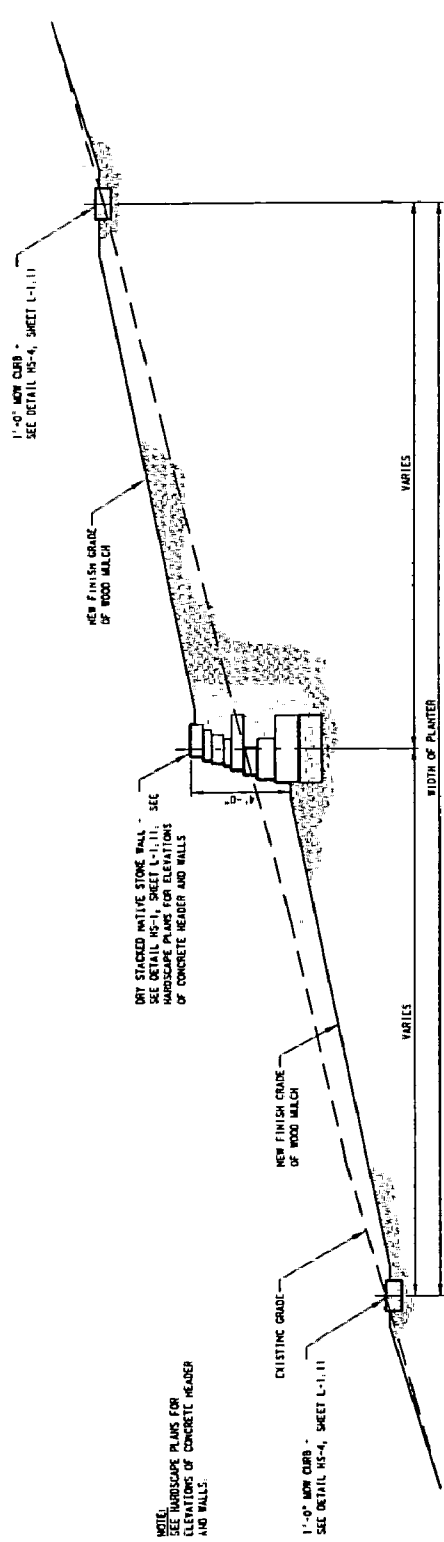 1'-0" MOW CURB -
SEE DETAIL HS-4, SHEET L-1.11
NEW FINISH GRADE
OF WOOD MULCH
DRY STACKED NATIVE STONE WALL -
SEE DETAIL HS-1, SHEET L-1.11. SEE
HARDSCAPE PLANS FOR ELEVATIONS
OF CONCRETE HEADER AND WALLS
4'-0"
NEW FINISH GRADE
OF WOOD MULCH
EXISTING GRADE
1'-0" MOW CURB -
SEE DETAIL HS-4, SHEET L-1.11
NOTE:
SEE HARDSCAPE PLANS FOR
ELEVATIONS OF CONCRETE HEADER
AND WALLS.
VARIES
VARIES
WIDTH OF PLANTER